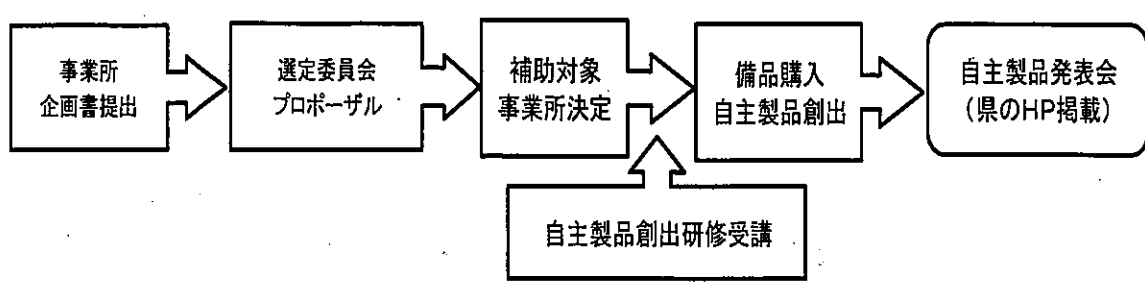 事業所
企画書提出
選定委員会
プロポーザル
補助対象
事業所決定
備品購入
自主製品創出
自主製品発表会
（県のHP掲載）
自主製品創出研修受講